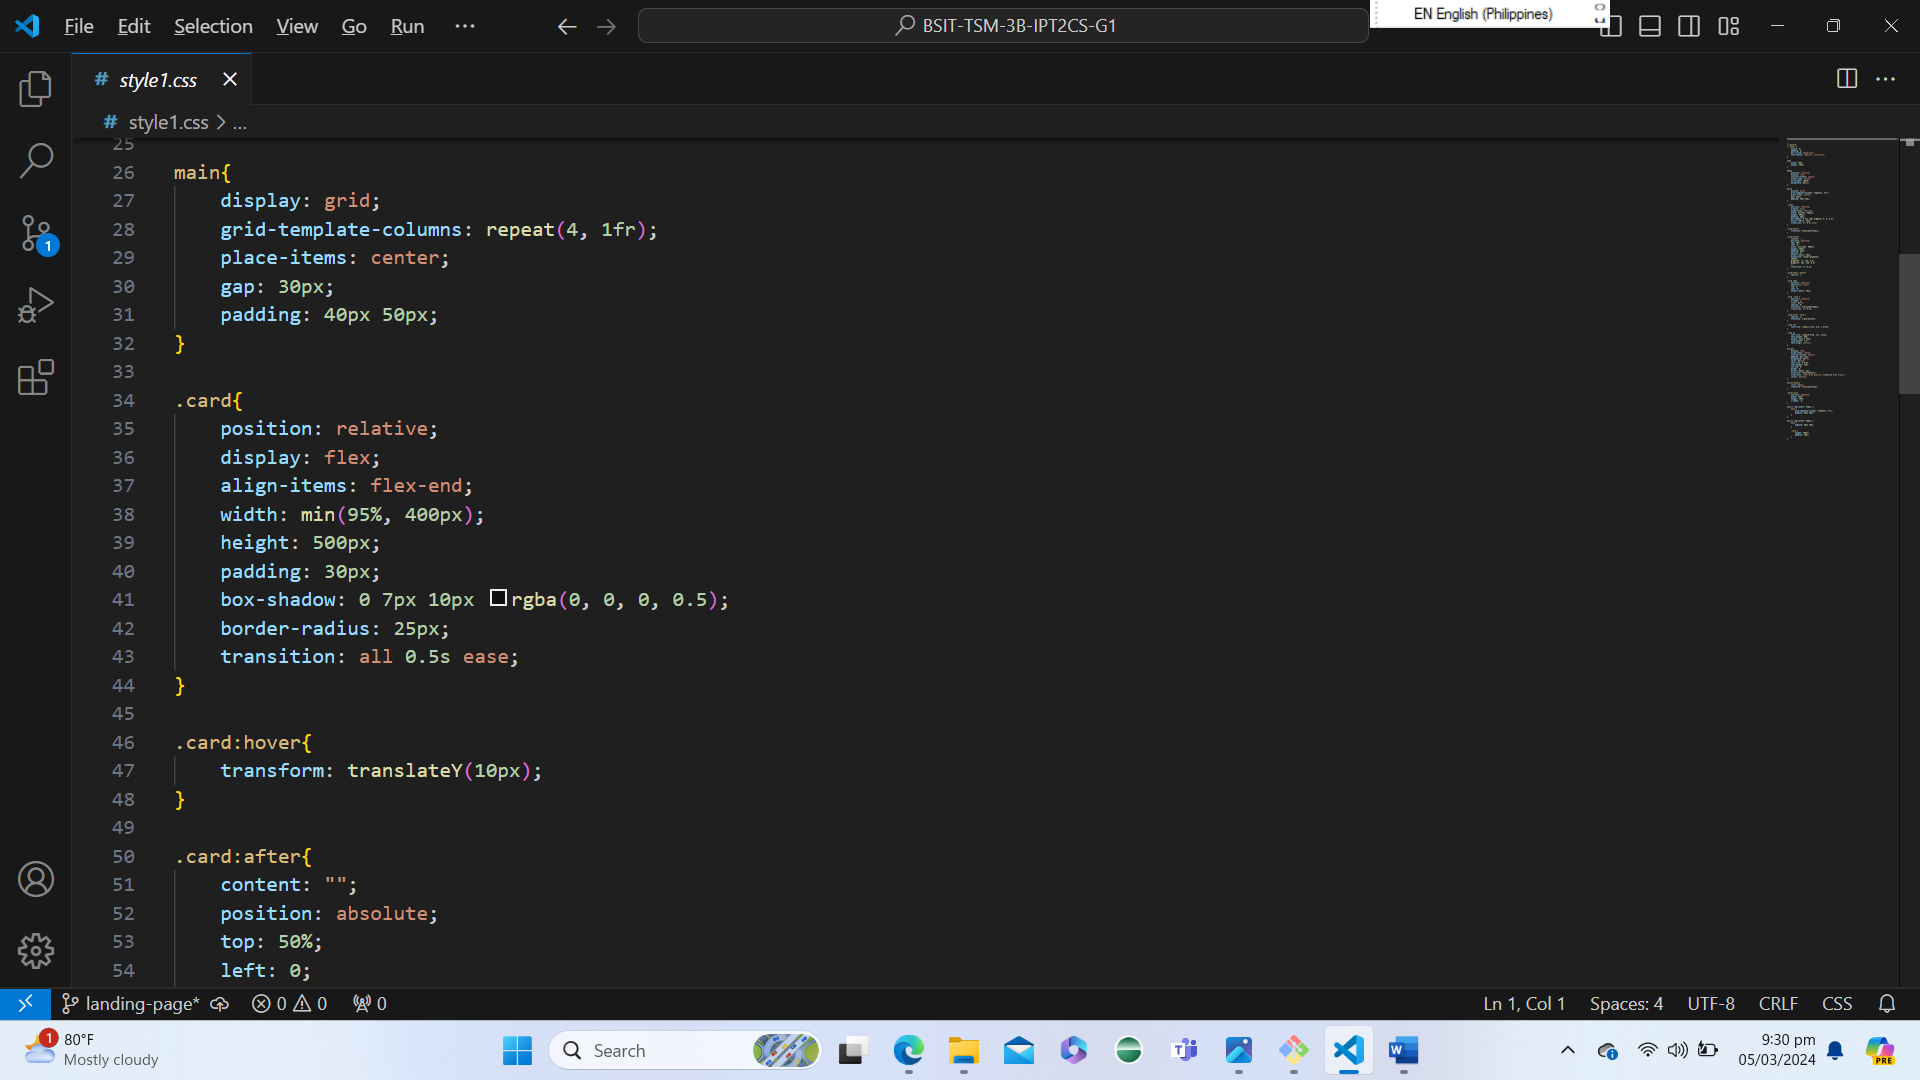 File Edit Selection View Go Run ···
BSIT-TSM-3B-IPT2CS-G1
EN English (Philippines)
# style1.css
# style1.css > ...
25
26 main{
27     display: grid;
28     grid-template-columns: repeat(4, 1fr);
29     place-items: center;
30     gap: 30px;
31     padding: 40px 50px;
32 }
33
34 .card{
35     position: relative;
36     display: flex;
37     align-items: flex-end;
38     width: min(95%, 400px);
39     height: 500px;
40     padding: 30px;
41     box-shadow: 0 7px 10px rgba(0, 0, 0, 0.5);
42     border-radius: 25px;
43     transition: all 0.5s ease;
44 }
45
46 .card:hover{
47     transform: translateY(10px);
48 }
49
50 .card:after{
51     content: "";
52     position: absolute;
53     top: 50%;
54     left: 0;
1
landing-page* 0 0 0
Ln 1, Col 1 Spaces: 4 UTF-8 CRLF CSS
1
80°F
Mostly cloudy
Search
W
PRE
9:30 pm
05/03/2024